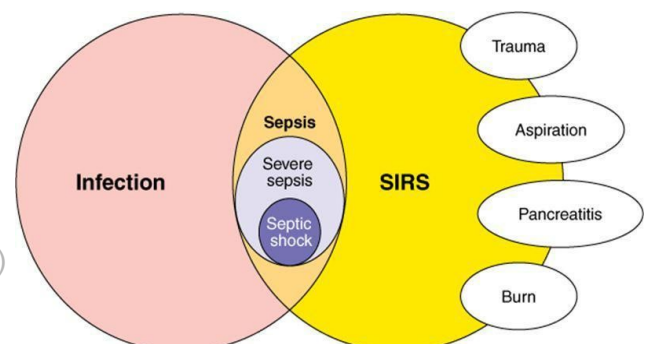 Infection
Sepsis
Severe
sepsis
Septic
shock
SIRS
Trauma
Aspiration
Pancreatitis
Burn